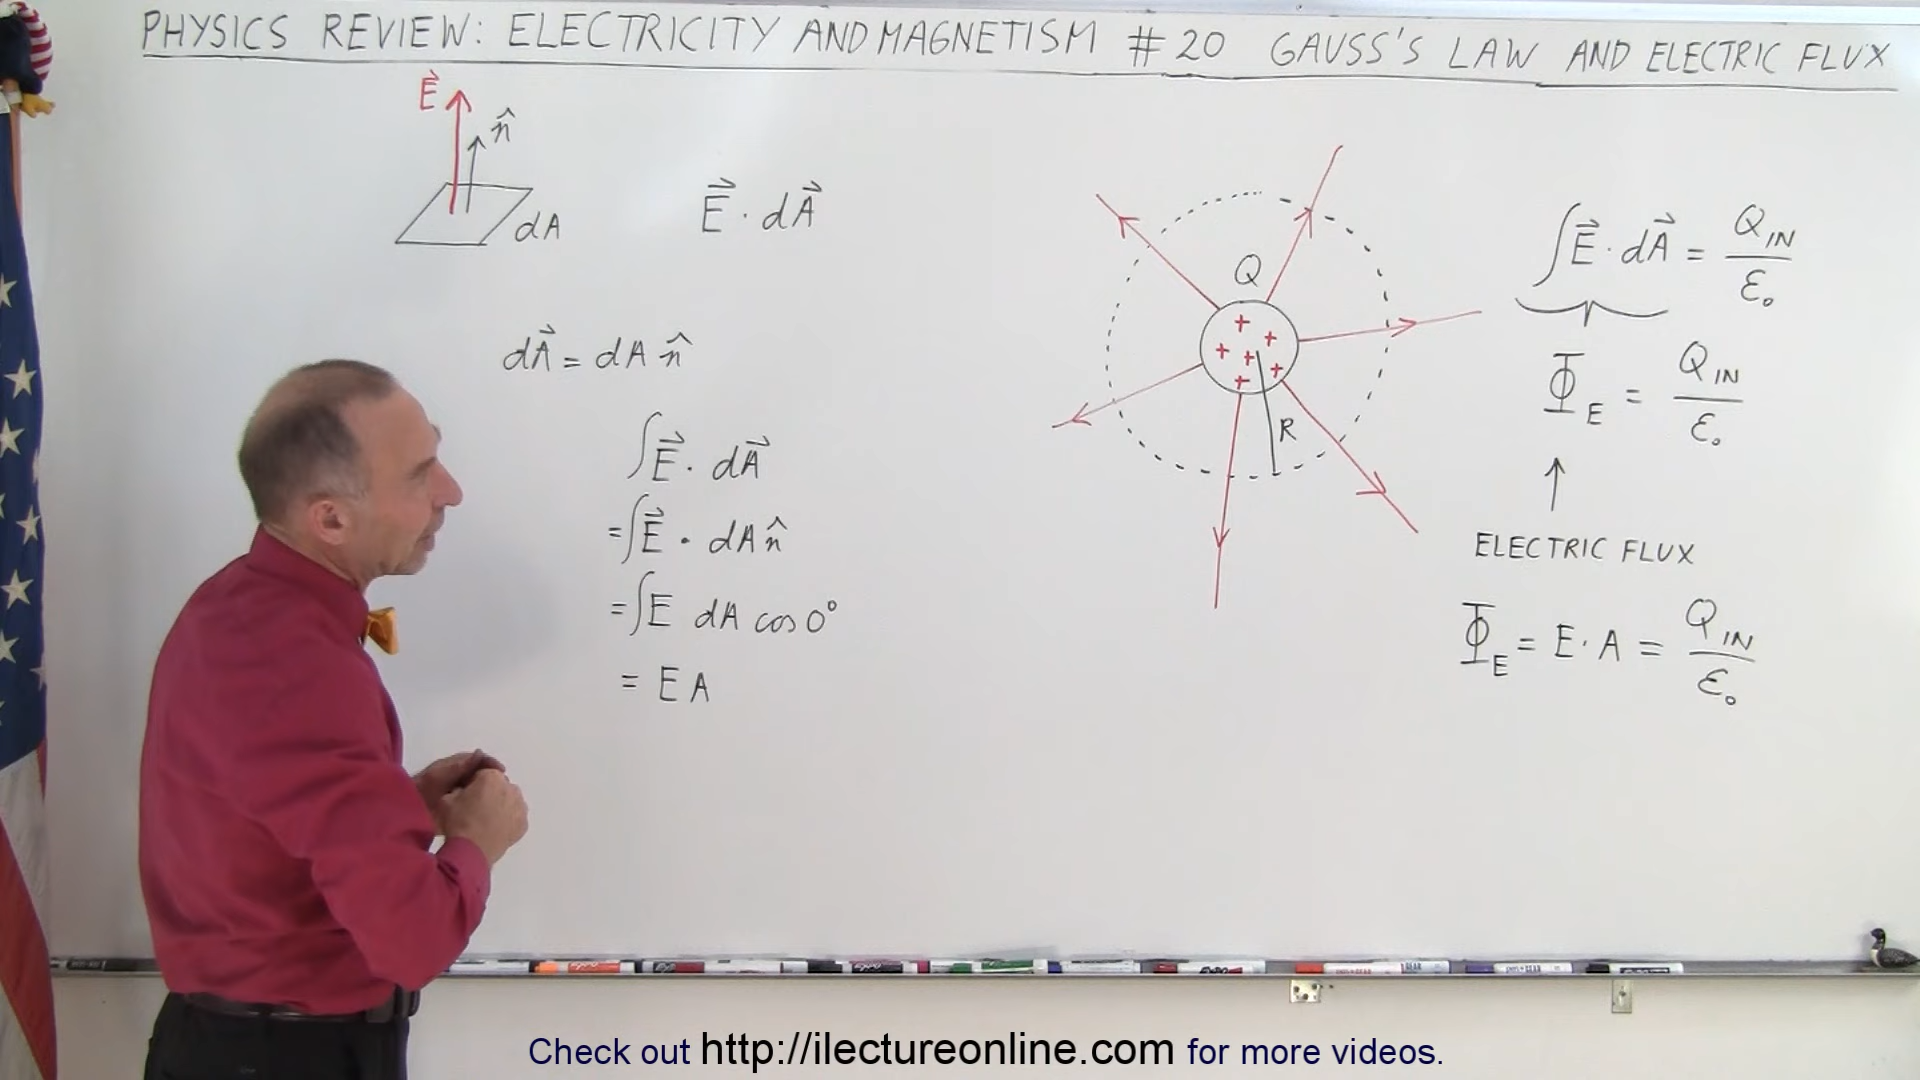 PHYSICS REVIEW: ELECTRICITY AND MAGNETISM # 20 GAUSS'S LAW AND ELECTRIC FLUX
E⃗
n̂
dA
E⃗ · dA⃗
dA⃗ = dA n̂
∫E⃗ · dA⃗
= ∫E⃗ · dA n̂
= ∫E dA cos 0°
= E A
Q
+ + + + + +
R
∫E⃗ · dA⃗ = Q_IN / ε₀
Φ_E = Q_IN / ε₀
↑
ELECTRIC FLUX
Φ_E = E · A = Q_IN / ε₀
Check out http://ilectureonline.com for more videos.